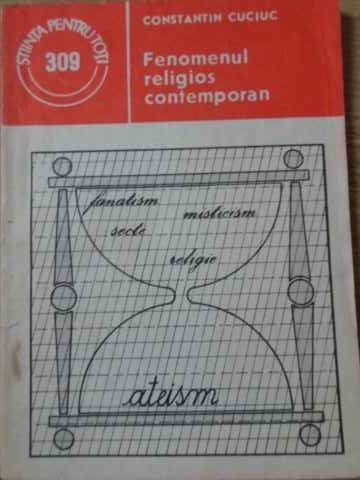 ȘTIINȚA PENTRU TOȚI
309
CONSTANTIN CUCIUC
Fenomenul
religios
contemporan
fanatism
misticism
secte
religie
ateism